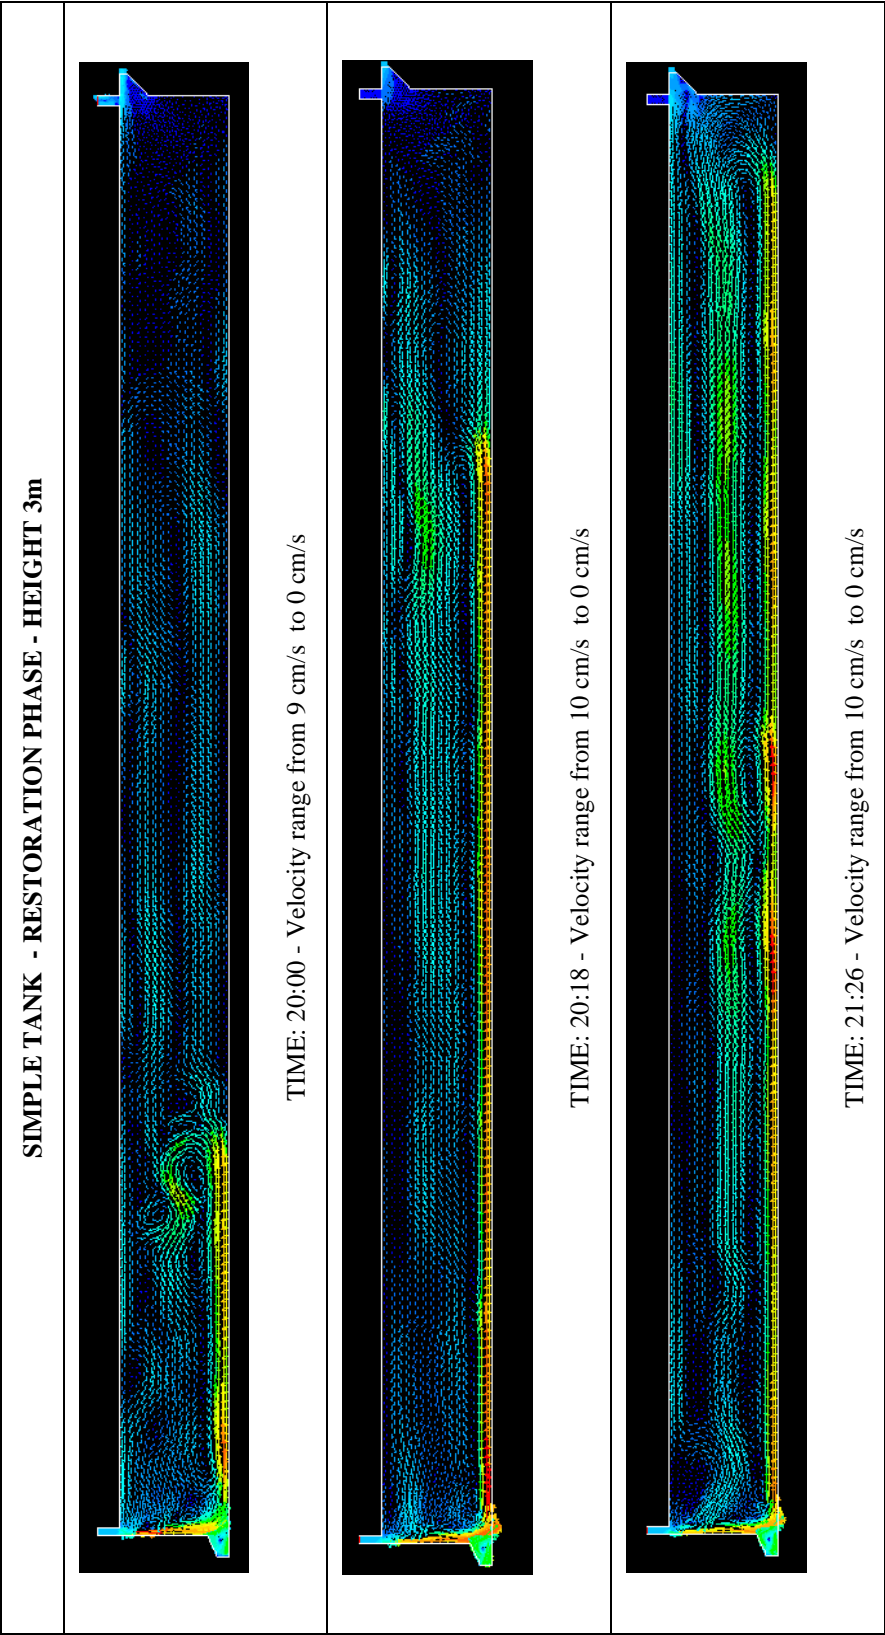 SIMPLE TANK - RESTORATION PHASE - HEIGHT 3m
TIME: 20:00 - Velocity range from 9 cm/s to 0 cm/s
TIME: 20:18 - Velocity range from 10 cm/s to 0 cm/s
TIME: 21:26 - Velocity range from 10 cm/s to 0 cm/s